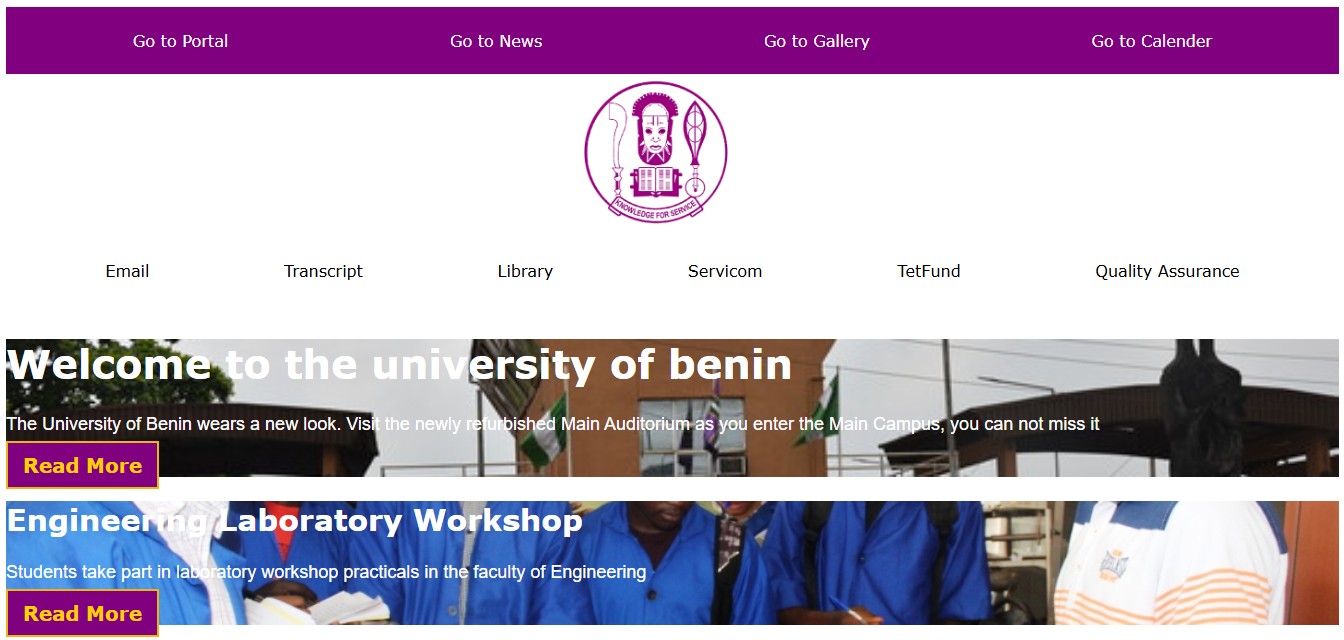 Go to Portal Go to News Go to Gallery Go to Calender
KNOWLEDGE FOR SERVICE
Email Transcript Library Servicom TetFund Quality Assurance
Welcome to the university of benin
The University of Benin wears a new look. Visit the newly refurbished Main Auditorium as you enter the Main Campus, you can not miss it
Read More
Engineering Laboratory Workshop
Students take part in laboratory workshop practicals in the faculty of Engineering
Read More